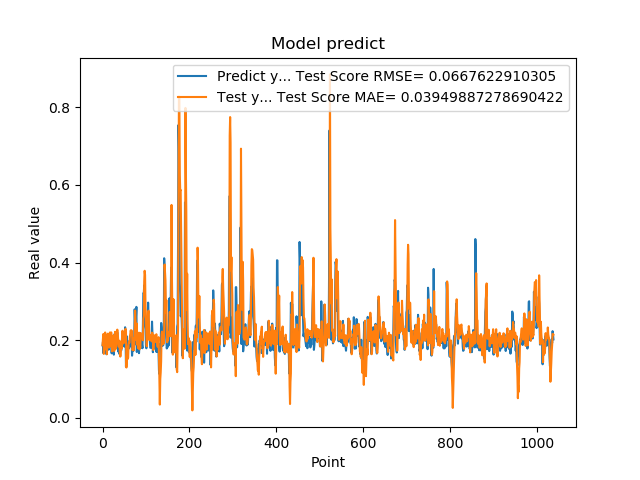 Model predict
Predict y... Test Score RMSE= 0.0667622910305
Test y... Test Score MAE= 0.03949887278690422
Real value
0.8
0.6
0.4
0.2
0.0
0 200 400 600 800 1000
Point